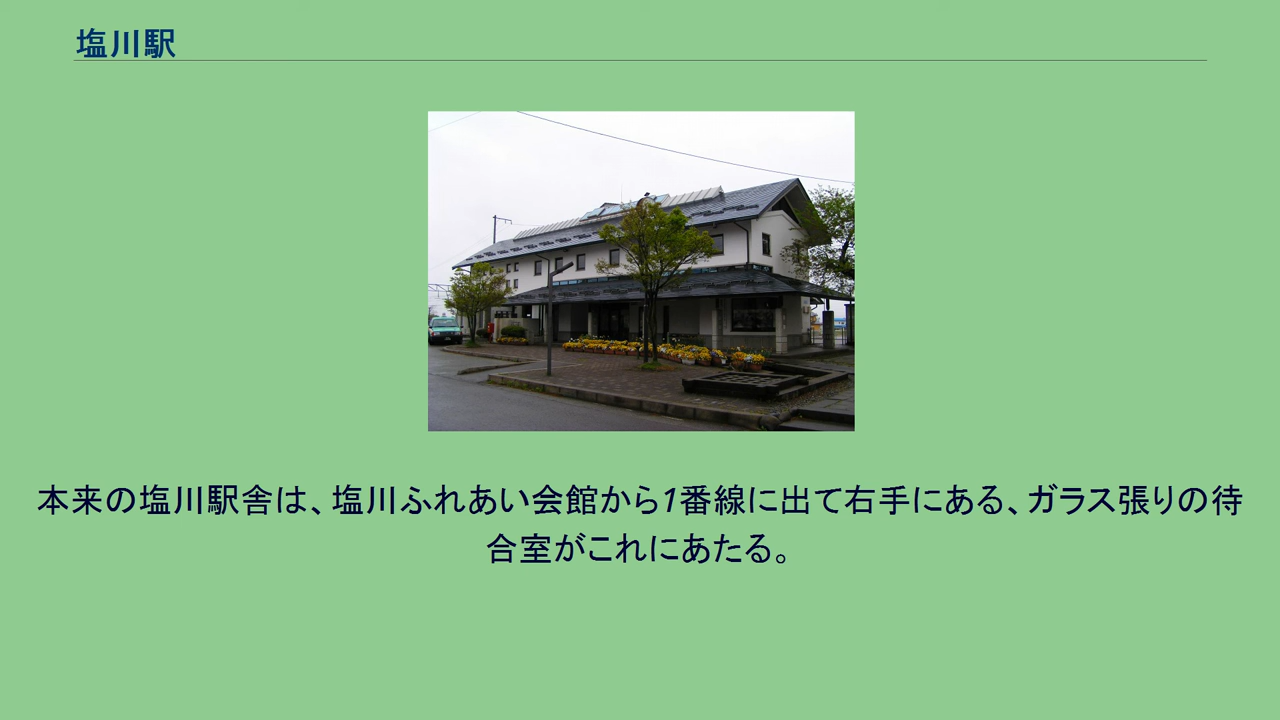 塩川駅
本来の塩川駅舎は、塩川ふれあい会館から1番線に出て右手にある、ガラス張りの待
合室がこれにあたる。